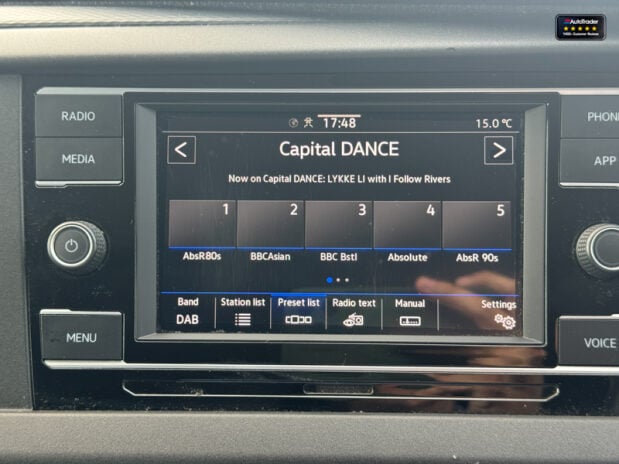 AutoTrader
RADIO
MEDIA
MENU
PHONE
APP
VOICE
17:48
15.0 °C
<
Capital DANCE
>
Now on Capital DANCE: LYKKE LI with I Follow Rivers
1 2 3 4 5
AbsR80s BBCAsian BBC Bstl Absolute AbsR 90s
Band Station list Preset list Radio text Manual Settings
DAB